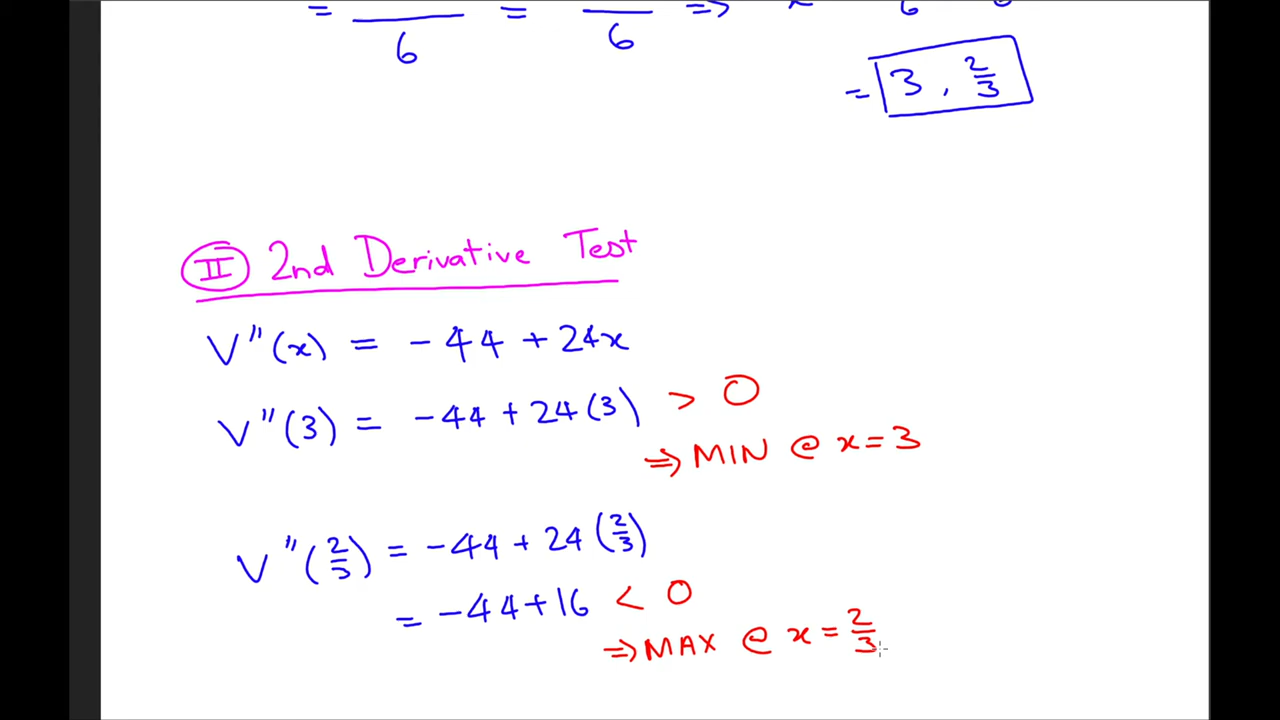 = ― = ― ⇒
6 6 6
= 3 , 2/3
II 2nd Derivative Test
V"(x) = -44 + 24x
V"(3) = -44 + 24(3) > 0
⇒ MIN @ x = 3
V"(2/3) = -44 + 24(2/3)
= -44 + 16 < 0
⇒ MAX @ x = 2/3